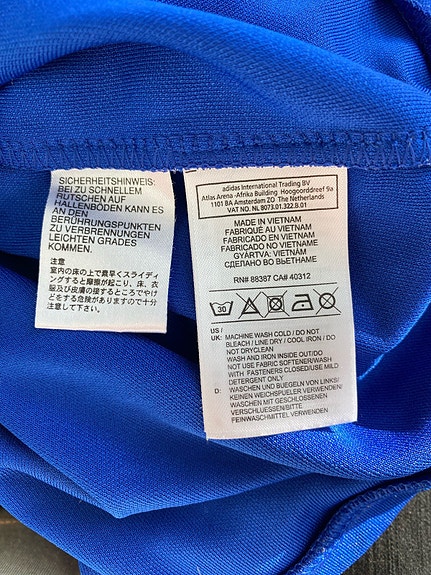 SICHERHEITSHINWEIS:
BEI ZU SCHNELLEM
RUTSCHEN AUF
HALLENBÖDEN KANN ES
AN DEN
BERÜHRUNGSPUNKTEN
ZU VERBRENNUNGEN
LEICHTEN GRADES
KOMMEN.
注意
室内の床の上で素早くスライディ
ングすると摩擦が起こり、床、衣
服及び皮膚の接するところでやけ
どをする危険がありますので十分
注意して下さい。
adidas International Trading BV
Atlas Arena -Afrika Building Hoogoorddreef 9a
1101 BA Amsterdam ZO The Netherlands
VAT NO. NL 8073.01.322.B.01
MADE IN VIETNAM
FABRIQUÉ AU VIETNAM
FABRICADO EN VIETNAM
FABRICADO NO VIETNAME
GYÁRTVA: VIETNÁM
СДЕЛАНО ВО ВЬЕТНАМЕ
RN# 88387 CA# 40312
30
US /
UK: MACHINE WASH COLD / DO NOT
BLEACH / LINE DRY / COOL IRON / DO
NOT DRYCLEAN
WASH AND IRON INSIDE OUT/DO
NOT USE FABRIC SOFTENER/WASH
WITH FASTENERS CLOSED/USE MILD
DETERGENT ONLY
D: WASCHEN UND BUEGELN VON LINKS/
KEINEN WEICHSPUELER VERWENDEN/
WASCHEN MIT GESCHLOSSENEN
VERSCHLUESSEN/BITTE
FEINWASCHMITTEL VERWENDEN